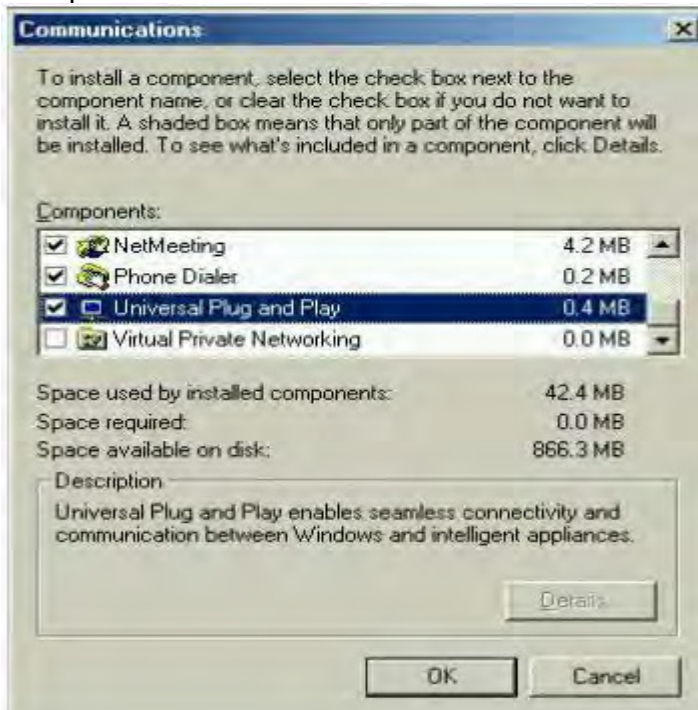 Communications
To install a component, select the check box next to the
component name, or clear the check box if you do not want to
install it. A shaded box means that only part of the component will
be installed. To see what's included in a component, click Details.
Components:
NetMeeting 4.2 MB
Phone Dialer 0.2 MB
Universal Plug and Play 0.4 MB
Virtual Private Networking 0.0 MB
Space used by installed components: 42.4 MB
Space required: 0.0 MB
Space available on disk: 866.3 MB
Description
Universal Plug and Play enables seamless connectivity and
communication between Windows and intelligent appliances.
Details...
OK Cancel